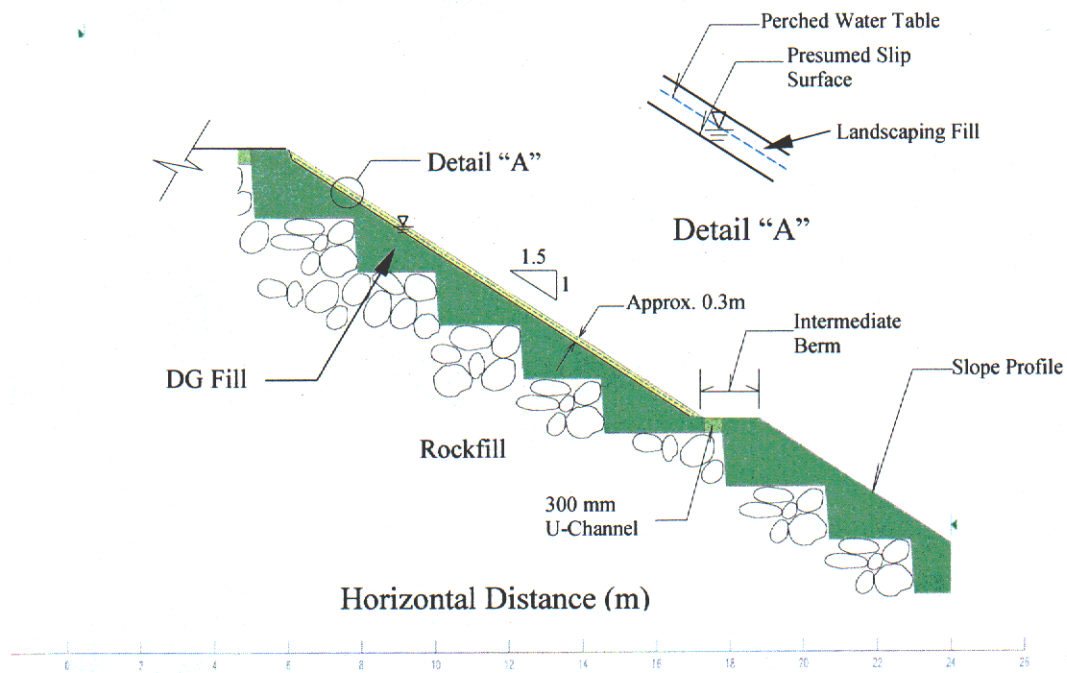 Perched Water Table
Presumed Slip
Surface
Landscaping Fill
Detail “A”
Detail “A”
1.5
1
Approx. 0.3m
Intermediate
Berm
Slope Profile
DG Fill
Rockfill
300 mm
U-Channel
Horizontal Distance (m)
0 2 4 6 8 10 12 14 16 18 20 22 24 26